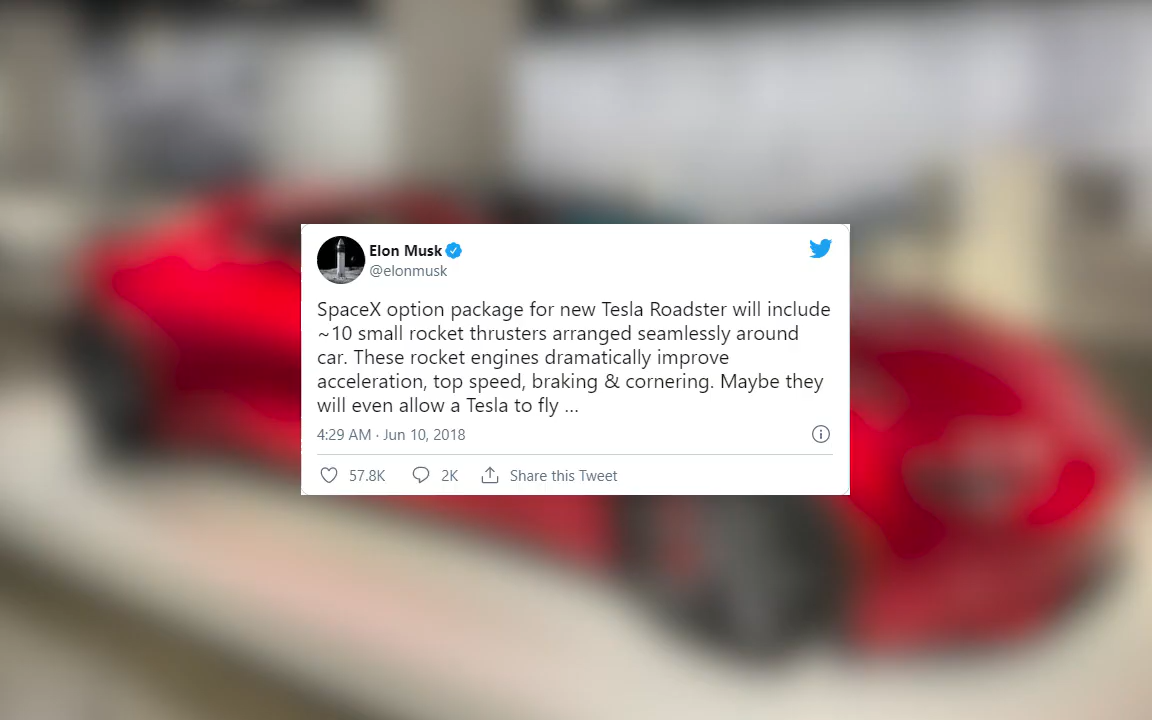 Elon Musk
@elonmusk
SpaceX option package for new Tesla Roadster will include
~10 small rocket thrusters arranged seamlessly around
car. These rocket engines dramatically improve
acceleration, top speed, braking & cornering. Maybe they
will even allow a Tesla to fly …
4:29 AM · Jun 10, 2018
57.8K 2K Share this Tweet